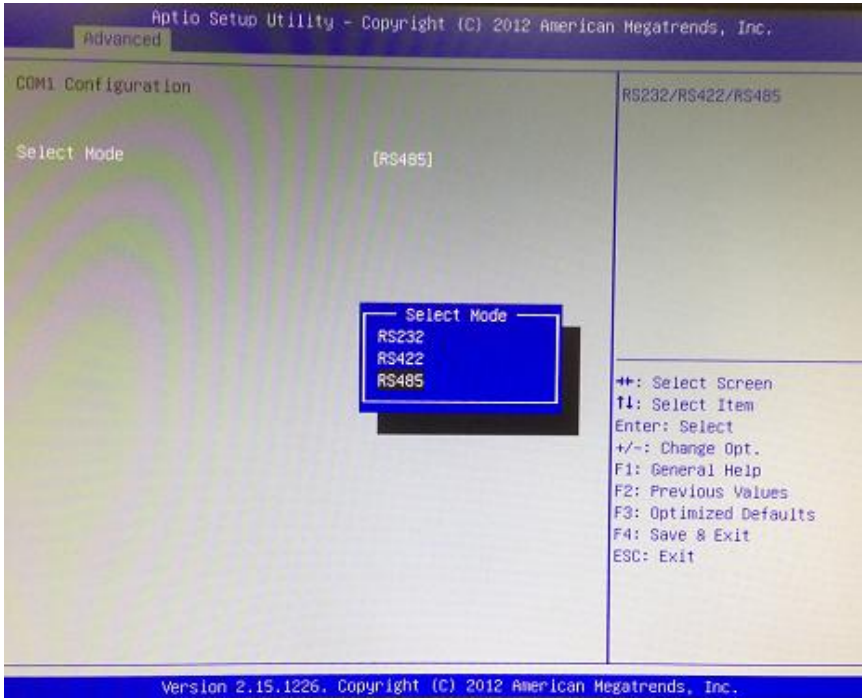 Aptio Setup Utility - Copyright (C) 2012 American Megatrends, Inc.
Advanced
COM1 Configuration
Select Mode [RS485]
RS232/RS422/RS485
Select Mode
RS232
RS422
RS485
→←: Select Screen
↑↓: Select Item
Enter: Select
+/-: Change Opt.
F1: General Help
F2: Previous Values
F3: Optimized Defaults
F4: Save & Exit
ESC: Exit
Version 2.15.1226. Copyright (C) 2012 American Megatrends, Inc.